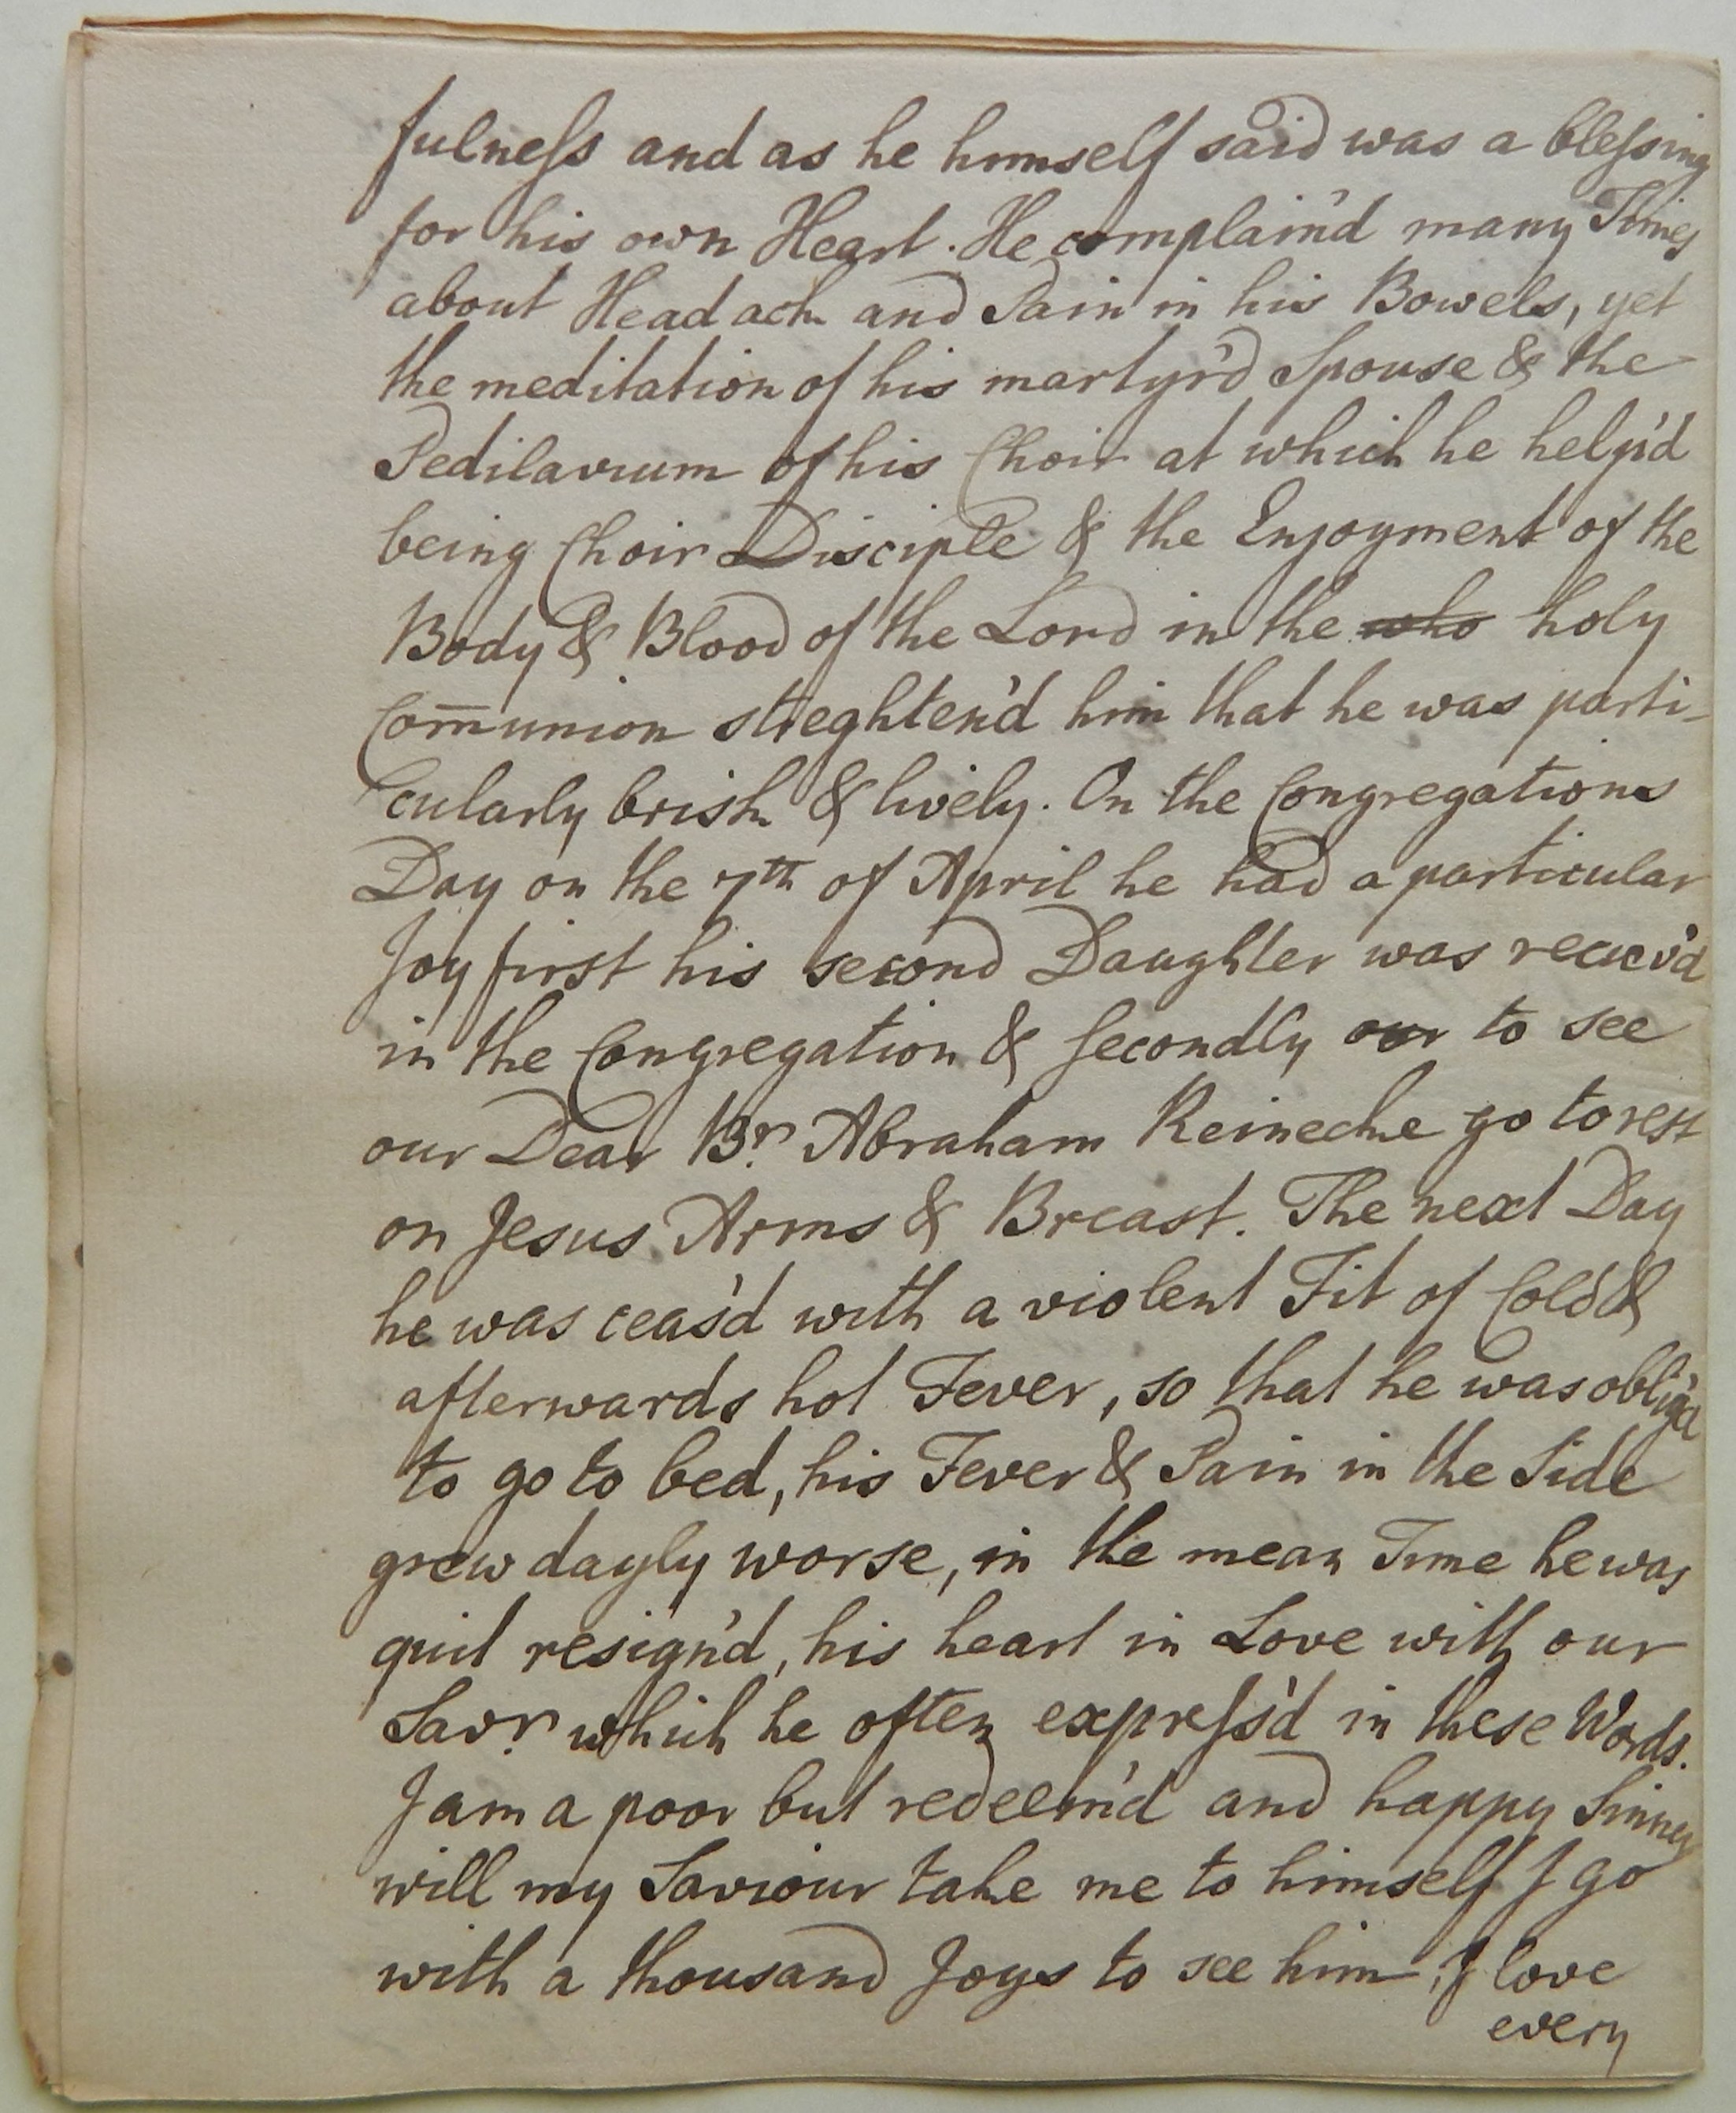 fulneſs and as he himself said was a bleſsing
for his own Heart. He complain'd many Times
about Headach and Pain in his Bowels, yet
the meditation of his martyr'd Spouse & the
Pedilavium of his Choir at which he help'd
being Choir Disciple & the Enjoyment of the
Body & Blood of the Lord in the who holy
Com̄union streghten'd him that he was parti-
cularly brisk & lively. On the Congregations
Day on the 7th of April he had a particular
Joy first his second Daughter was reciev'd
in the Congregation & secondly our to see
our Dear Br. Abraham Reinecke go to rest
on Jesus Arms & Breast. The next Day
he was ceas'd with a violent Fit of Cold &
afterwards hot Fever, so that he was oblig'd
to go to bed, his Fever & Pain in the Side
grew dayly worse, in the mean Time he was
quit resign'd, his heart in Love with our
Savr. which he often expreſs'd in these Words.
I am a poor but redeem'd and happy Sinner
will my Saviour take me to himself I go
with a thousand Joys to see him, I love
every